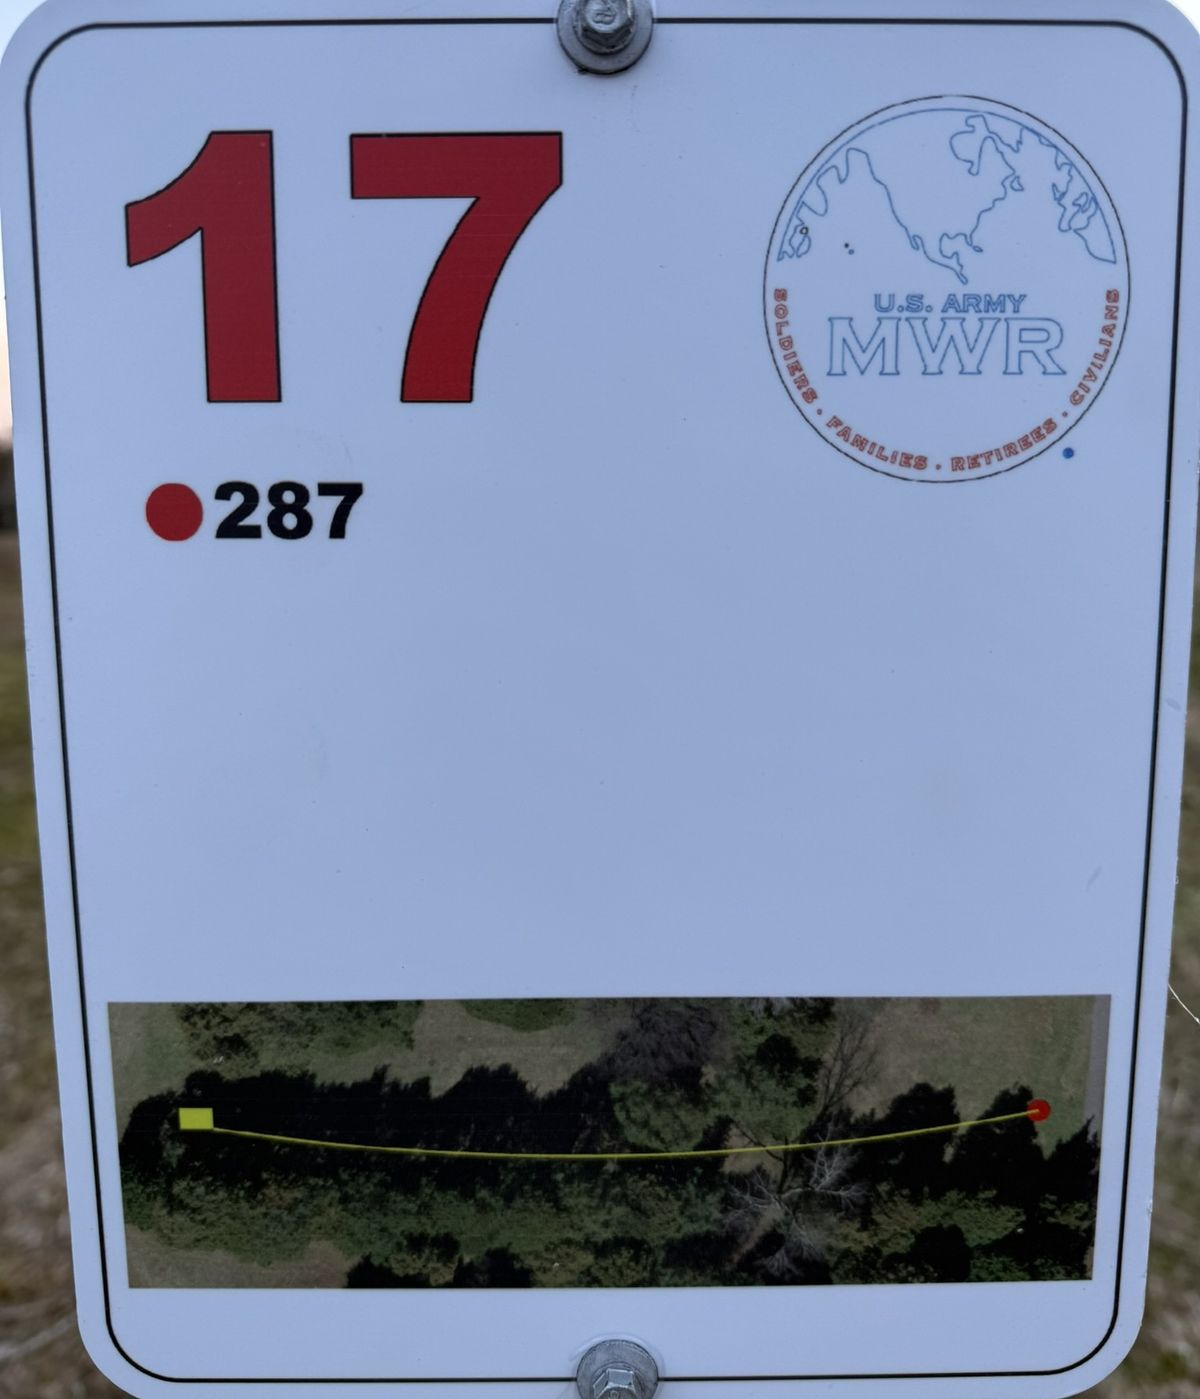 17
287
U.S. ARMY
MWR
SOLDIERS · FAMILIES · RETIREES · CIVILIANS